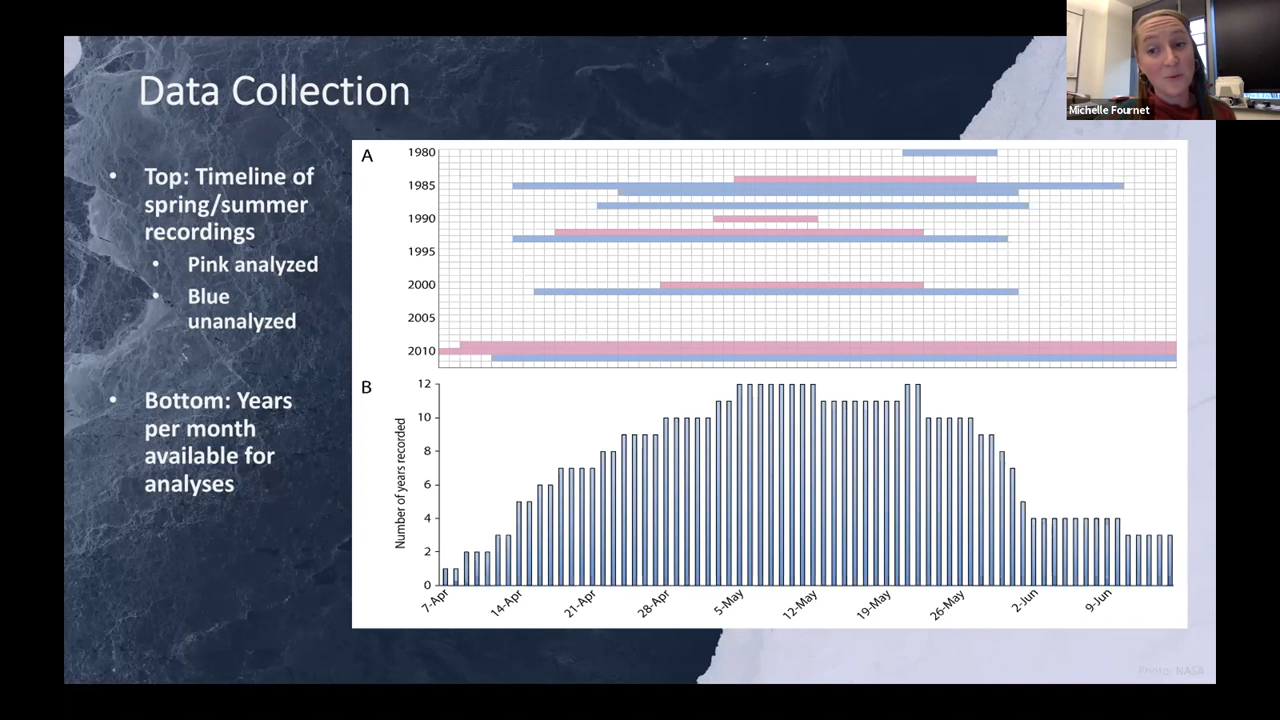 Michelle Fournet
Data Collection
• Top: Timeline of
spring/summer
recordings
• Pink analyzed
• Blue
unanalyzed
• Bottom: Years
per month
available for
analyses
A
1980
1985
1990
1995
2000
2005
2010
B
Number of years recorded
12
10
8
6
4
2
0
7-Apr
14-Apr
21-Apr
28-Apr
5-May
12-May
19-May
26-May
2-Jun
9-Jun
Photo: NASA